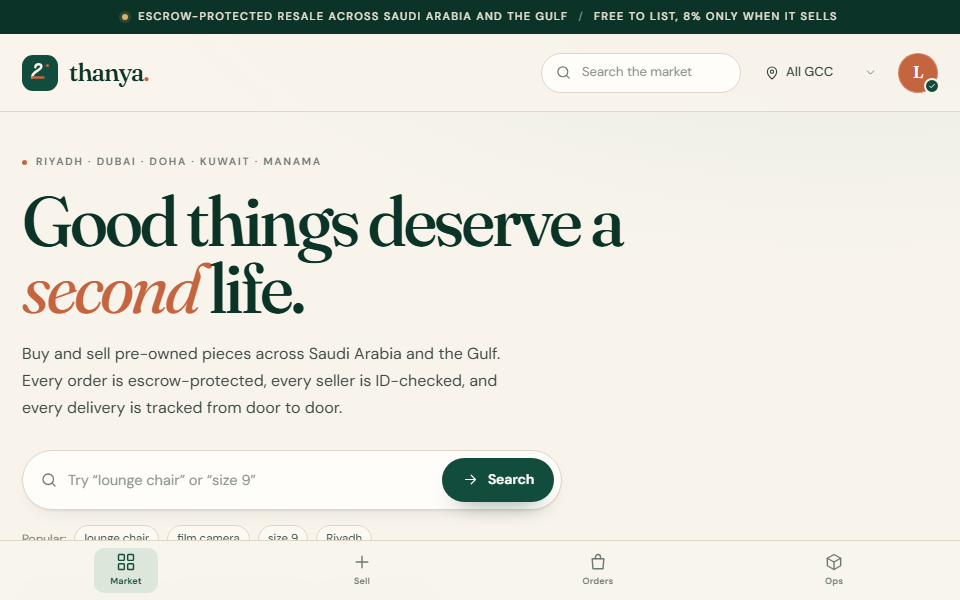 ESCROW-PROTECTED RESALE ACROSS SAUDI ARABIA AND THE GULF / FREE TO LIST, 8% ONLY WHEN IT SELLS
2 thanya.
Search the market
All GCC
L
RIYADH · DUBAI · DOHA · KUWAIT · MANAMA
Good things deserve a
second life.
Buy and sell pre-owned pieces across Saudi Arabia and the Gulf.
Every order is escrow-protected, every seller is ID-checked, and
every delivery is tracked from door to door.
Try “lounge chair” or “size 9”
Search
Popular: lounge chair film camera size 9 Riyadh
Market Sell Orders Ops